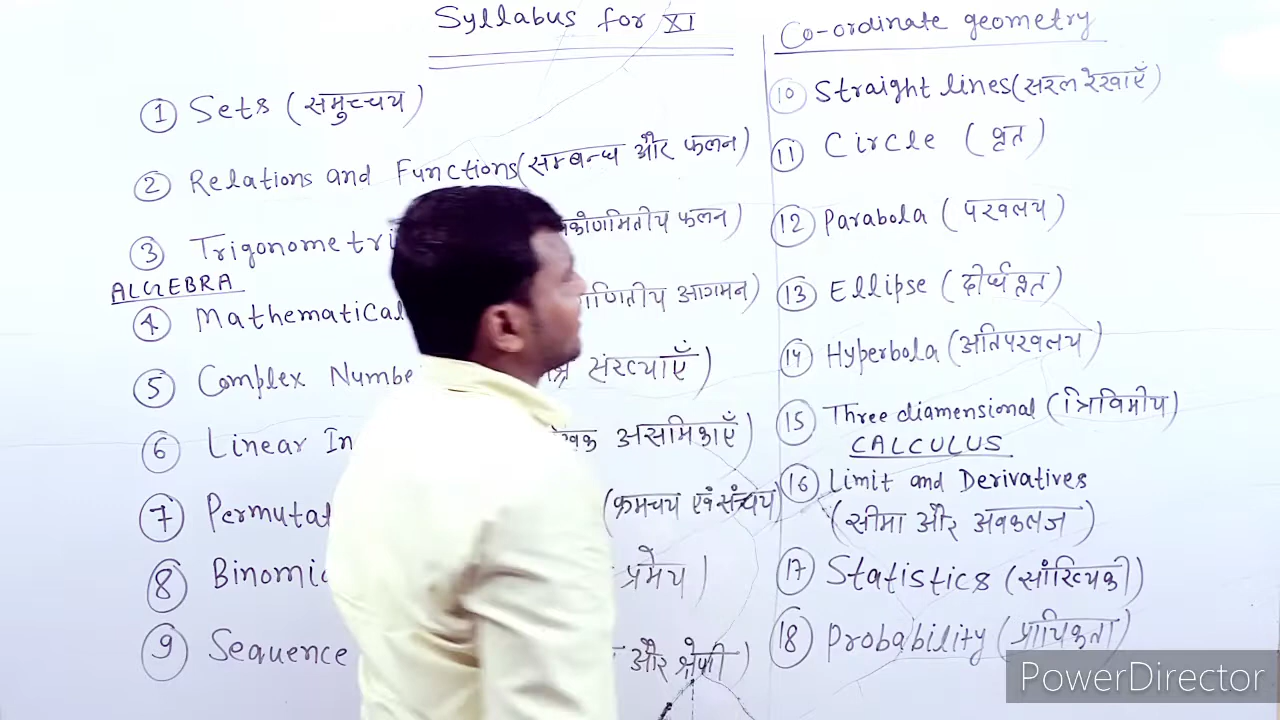 Syllabus for XI
① Sets (समुच्चय)
② Relations and Functions (सम्बन्ध और फलन)
③ Trigonometri कोणमितीय फलन)
ALGEBRA
④ Mathematical गणितीय आगमन)
⑤ Complex Numbe संख्याएँ)
⑥ Linear In खक असमिकाएँ)
⑦ Permutat (क्रमचय एवं संचय)
⑧ Binomi प्रमेय)
⑨ Sequence और श्रेणी)
Co-ordinate geometry
⑩ Straight lines (सरल रेखाएँ)
⑪ Circle (वृत)
⑫ Parabola (परवलय)
⑬ Ellipse (दीर्घवृत)
⑭ Hyperbola (अतिपरवलय)
⑮ Three diamensional (त्रिविमीय)
CALCULUS
⑯ Limit and Derivatives
(सीमा और अवकलज)
⑰ Statistics (सांख्यिकी)
⑱ Probability (प्रायिकता)
PowerDirector